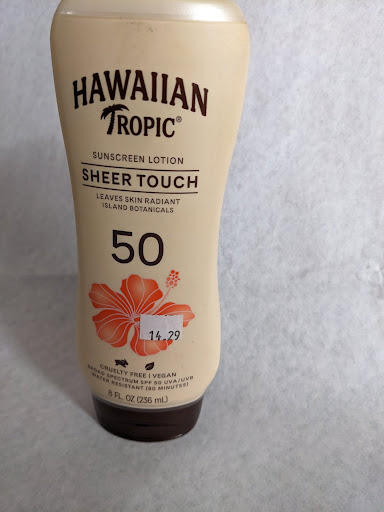 HAWAIIAN
TROPIC®
SUNSCREEN LOTION
SHEER TOUCH
LEAVES SKIN RADIANT
ISLAND BOTANICALS
50
14.29
CRUELTY FREE | VEGAN
BROAD SPECTRUM SPF 50 UVA/UVB
WATER RESISTANT (80 MINUTES)
8 FL OZ (236 mL)